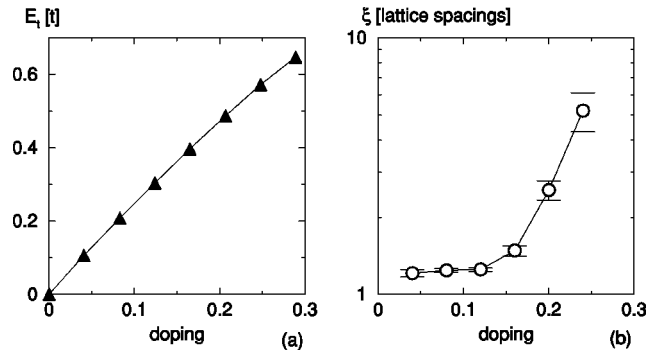 E_t [t]
0.6
0.4
0.2
0
0
0.1
0.2
0.3
doping
(a)
ξ [lattice spacings]
10
1
0
0.1
0.2
0.3
doping
(b)